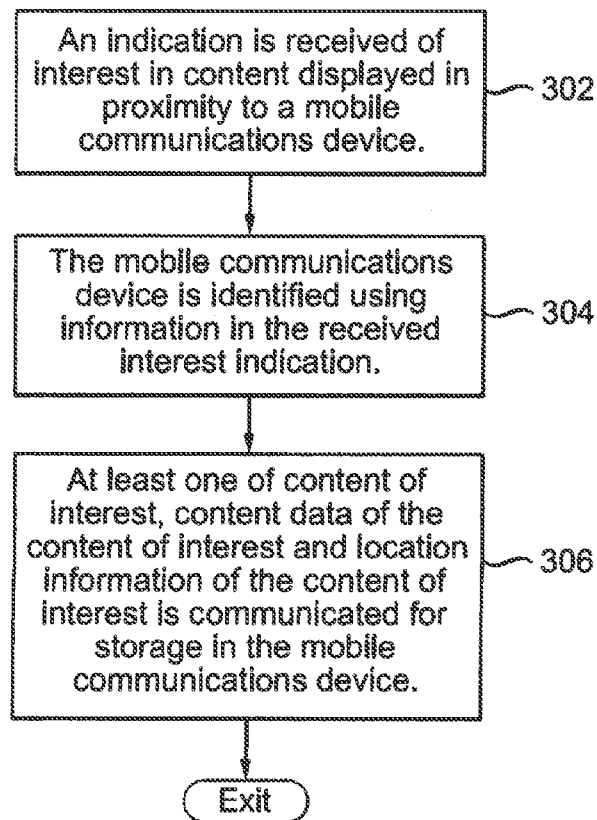 An indication is received of
interest in content displayed in
proximity to a mobile
communications device.
302
The mobile communications
device is identified using
information in the received
interest indication.
304
At least one of content of
interest, content data of the
content of interest and location
information of the content of
interest is communicated for
storage in the mobile
communications device.
306
Exit